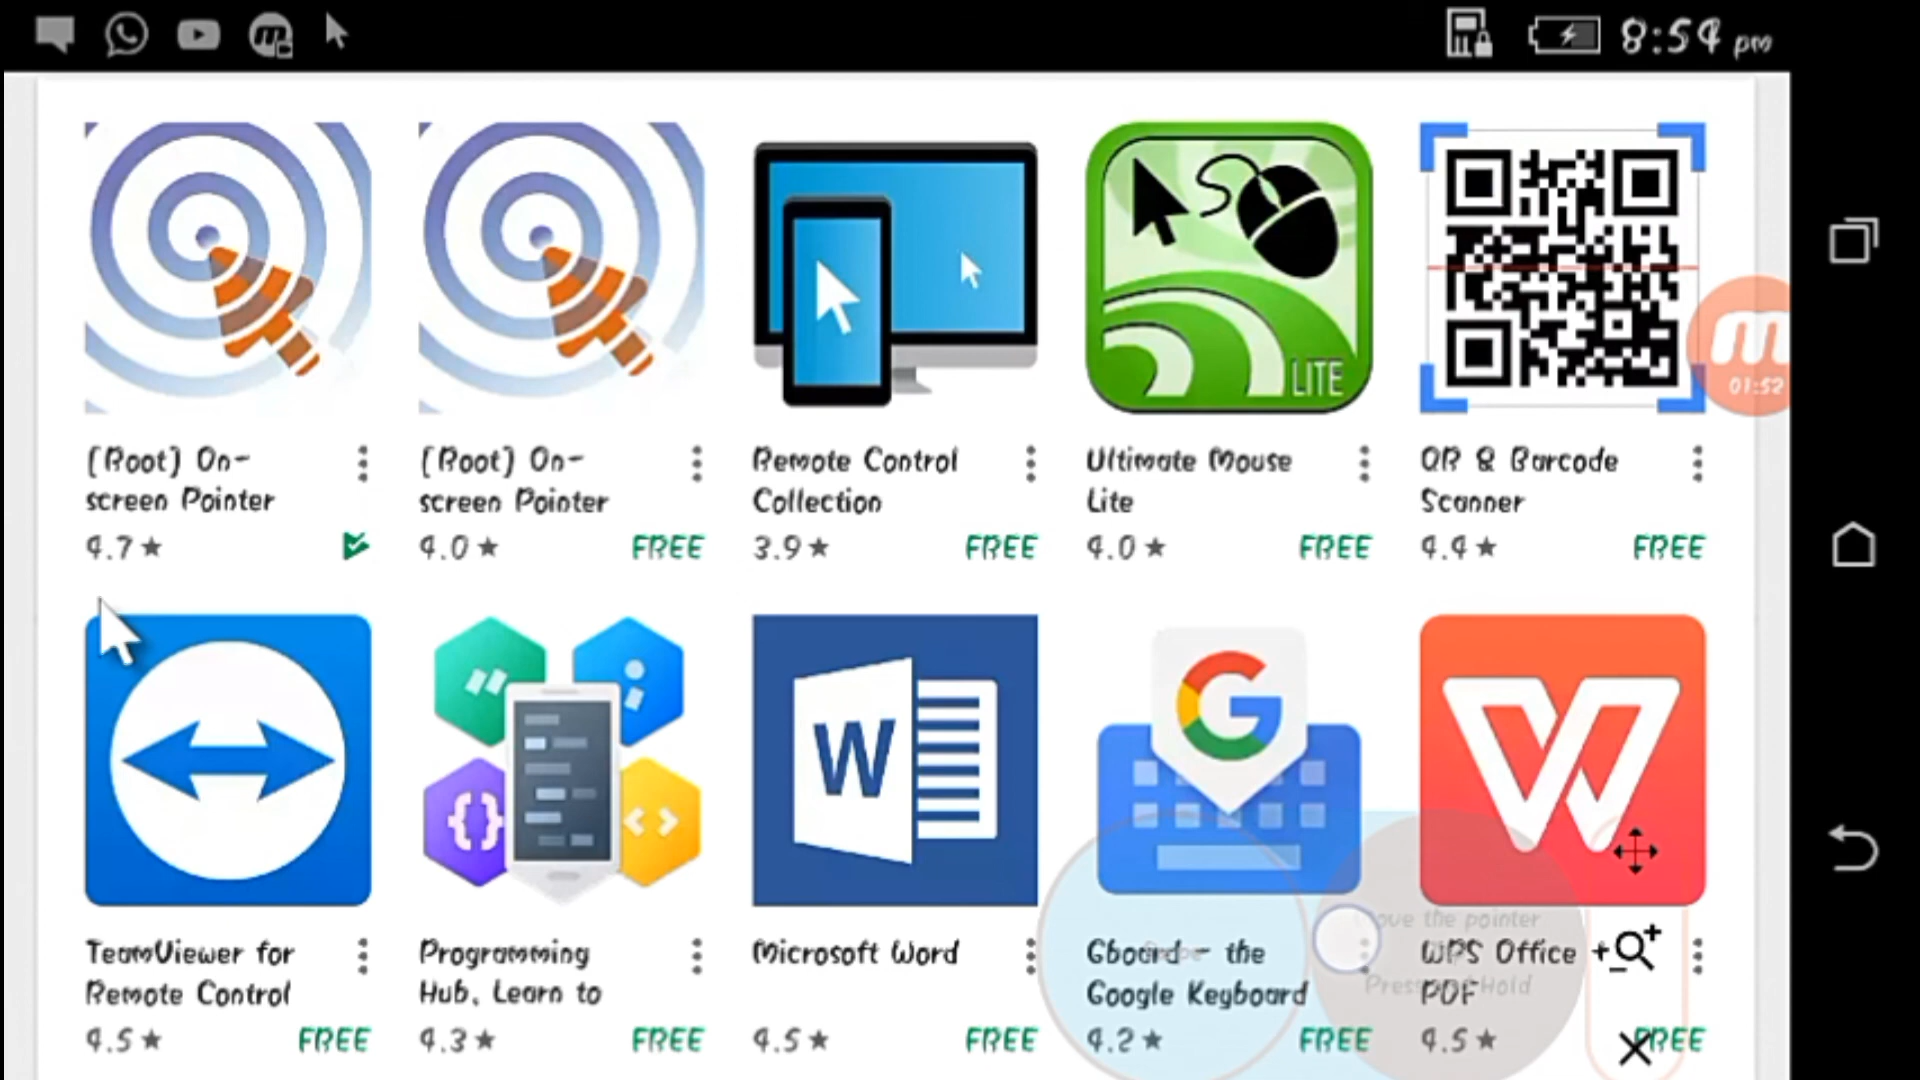 8:54 pm
LITE
01:52
[Root] On-
screen Pointer
4.7 ★
[Root] On-
screen Pointer
4.0 ★ FREE
Remote Control
Collection
3.9 ★ FREE
Ultimate Mouse
Lite
4.0 ★ FREE
QR & Barcode
Scanner
4.4 ★ FREE
W
G
TeamViewer for
Remote Control
4.5 ★ FREE
Programming
Hub, Learn to
4.3 ★ FREE
Microsoft Word
4.5 ★ FREE
Gboard - the
Google Keyboard
4.2 ★ FREE
WPS Office +
PDF
4.5 ★ FREE
the pointer
Hold